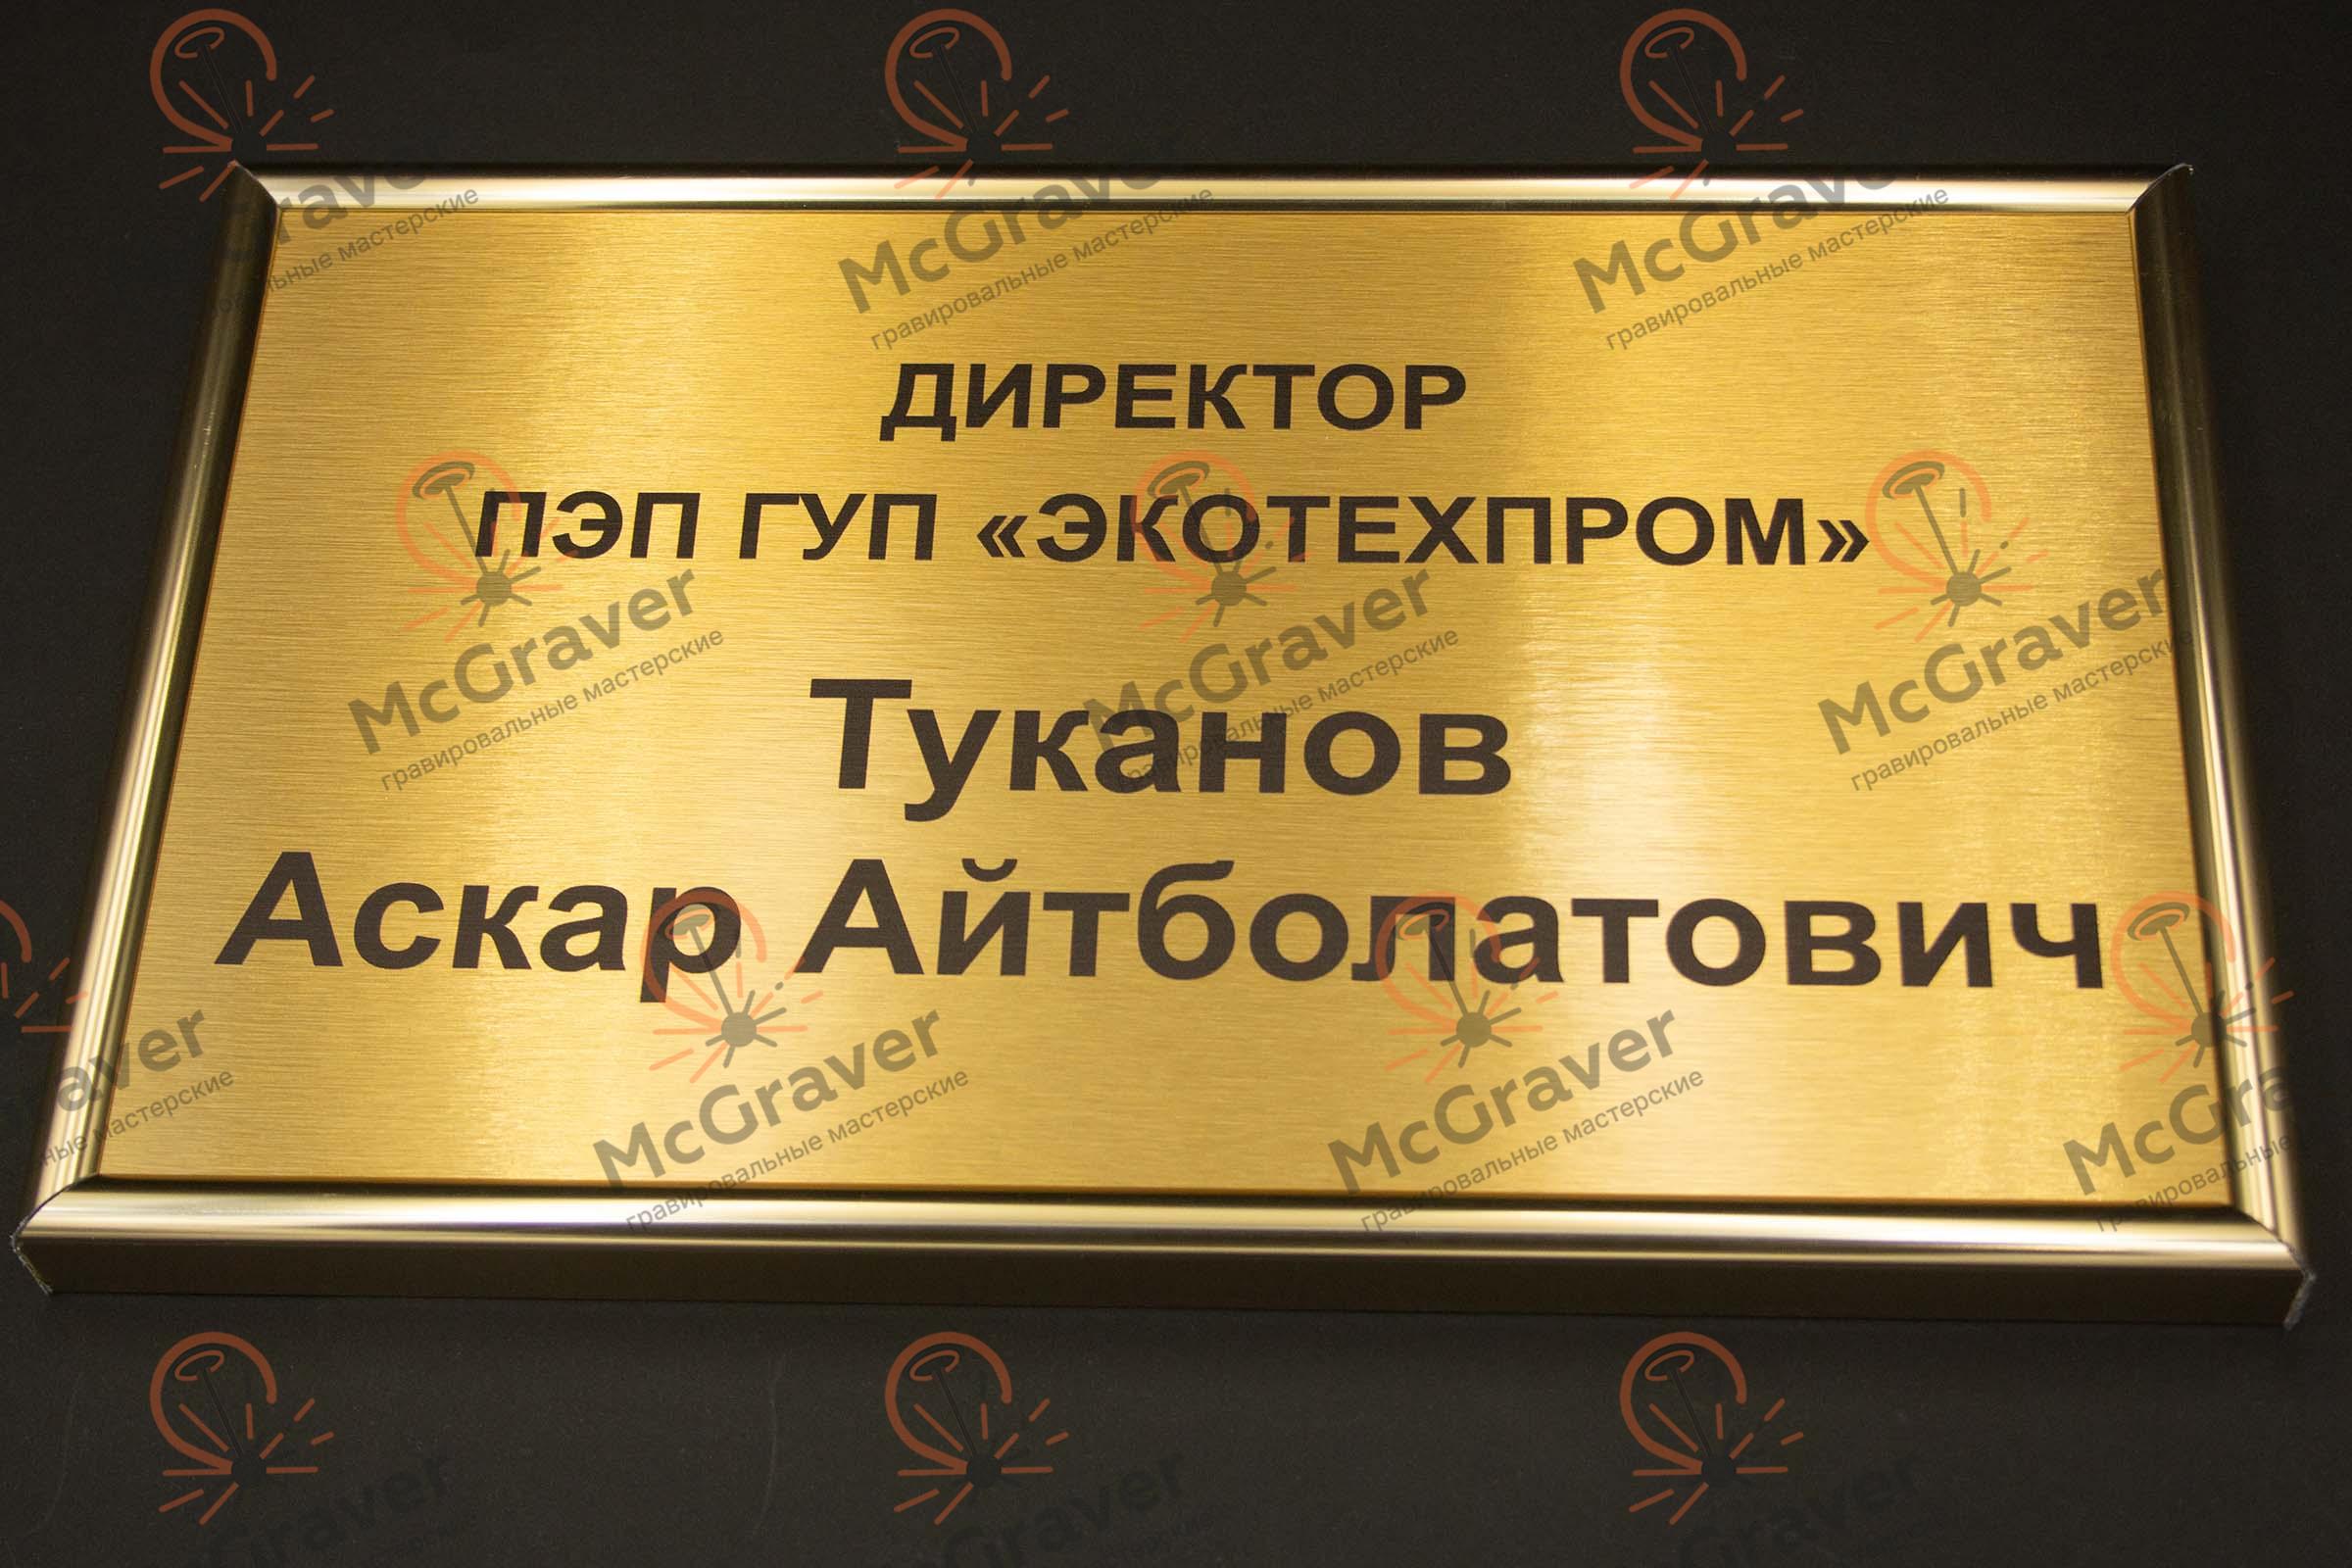 ДИРЕКТОР
ПЭП ГУП «ЭКОТЕХПРОМ»
Туканов
Аскар Айтболатович
McGraver
гравировальные мастерские